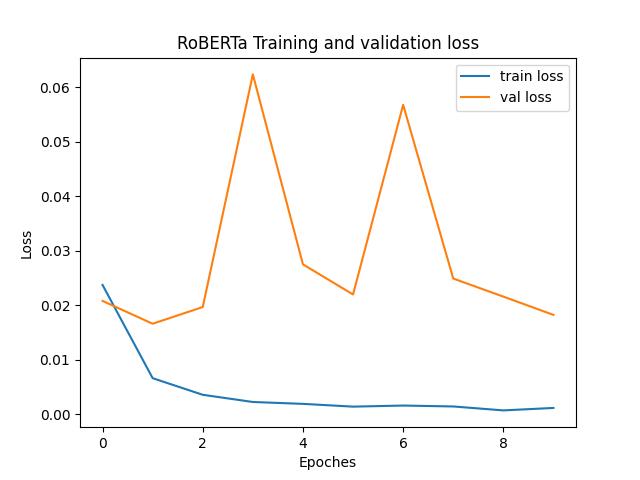 RoBERTa Training and validation loss
train loss
val loss
Loss
0.06
0.05
0.04
0.03
0.02
0.01
0.00
0 2 4 6 8
Epoches